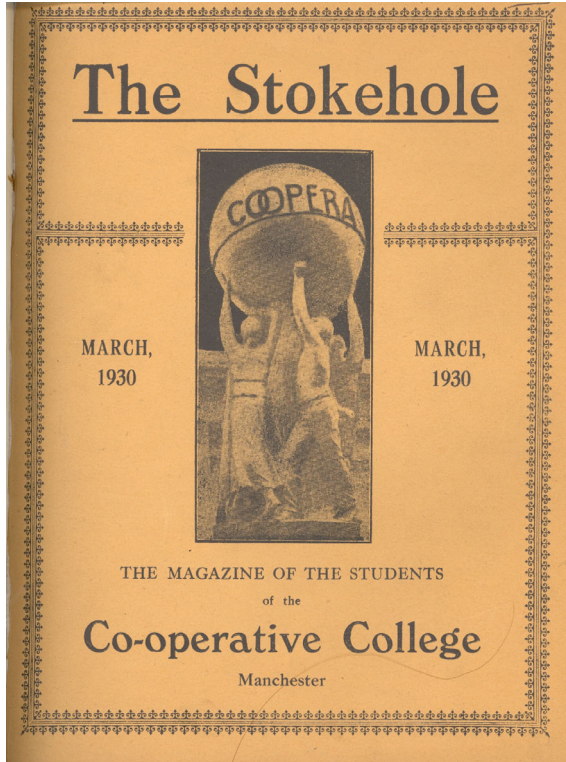 The Stokehole
COOPERA
MARCH,
1930
MARCH,
1930
THE MAGAZINE OF THE STUDENTS
of the
Co-operative College
Manchester